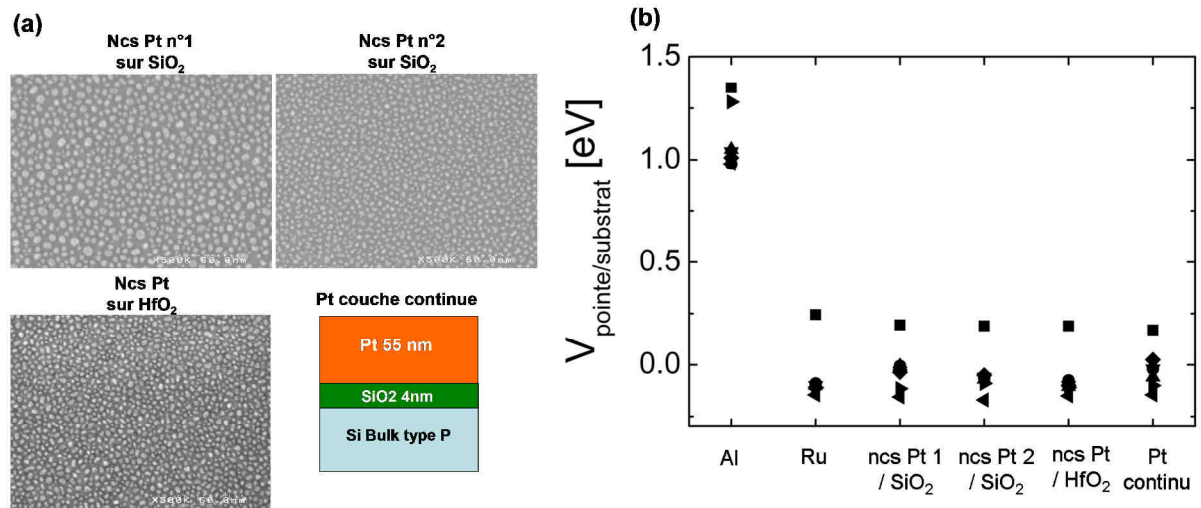 (a)
Ncs Pt n°1
sur SiO₂
Ncs Pt n°2
sur SiO₂
X500K 60.0nm
X500K 60.0nm
Ncs Pt
sur HfO₂
X500K 60.0nm
Pt couche continue
Pt 55 nm
SiO2 4nm
Si Bulk type P
(b)
V pointe/substrat [eV]
1.5
1.0
0.5
0.0
Al
Ru
ncs Pt 1
/ SiO₂
ncs Pt 2
/ SiO₂
ncs Pt
/ HfO₂
Pt
continu